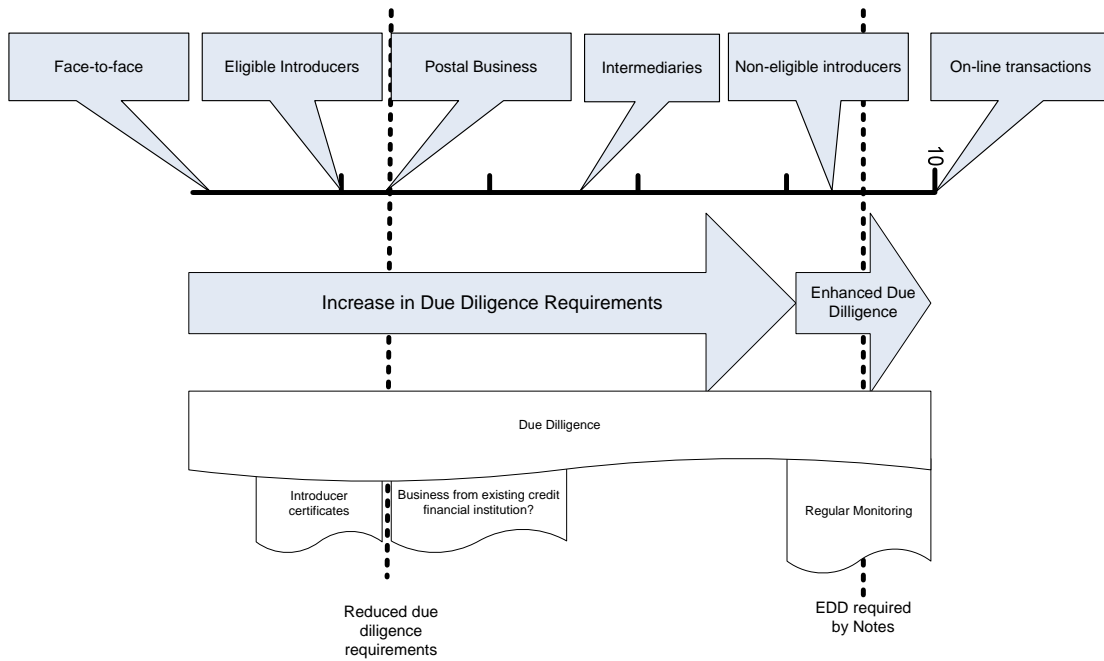 Face-to-face
Eligible Introducers
Postal Business
Intermediaries
Non-eligible introducers
On-line transactions
10
Increase in Due Diligence Requirements
Enhanced Due
Dilligence
Due Dilligence
Introducer
certificates
Business from existing credit
financial institution?
Regular Monitoring
Reduced due
diligence
requirements
EDD required
by Notes